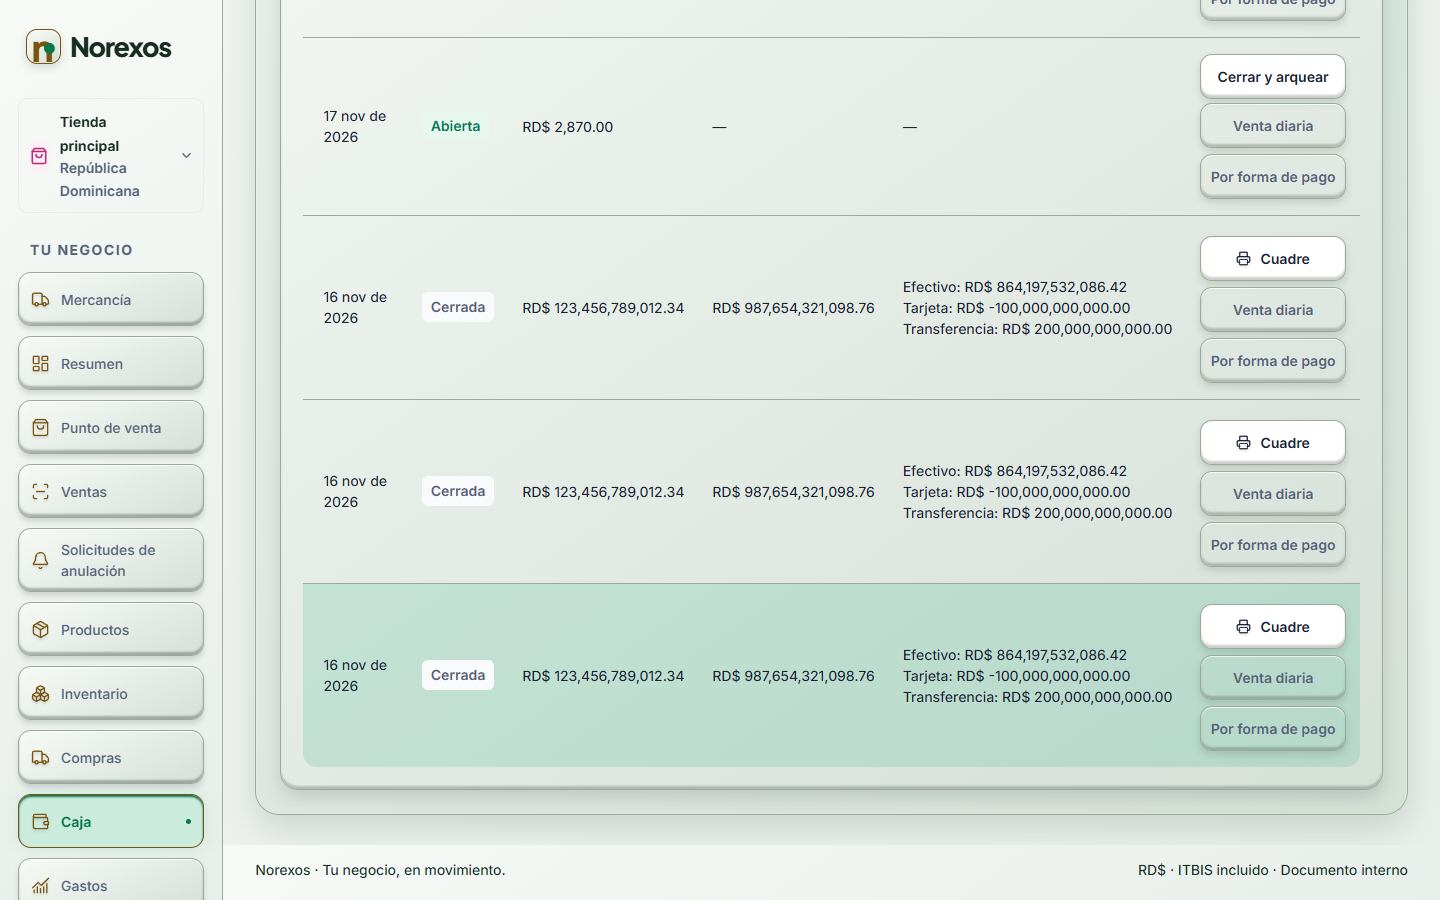 Norexos
Tienda
principal
República
Dominicana
TU NEGOCIO
Mercancía
Resumen
Punto de venta
Ventas
Solicitudes de
anulación
Productos
Inventario
Compras
Caja
Gastos
Por forma de pago
17 nov de
2026
Abierta
RD$ 2,870.00
—
—
Cerrar y arquear
Venta diaria
Por forma de pago
16 nov de
2026
Cerrada
RD$ 123,456,789,012.34
RD$ 987,654,321,098.76
Efectivo: RD$ 864,197,532,086.42
Tarjeta: RD$ -100,000,000,000.00
Transferencia: RD$ 200,000,000,000.00
Cuadre
Venta diaria
Por forma de pago
16 nov de
2026
Cerrada
RD$ 123,456,789,012.34
RD$ 987,654,321,098.76
Efectivo: RD$ 864,197,532,086.42
Tarjeta: RD$ -100,000,000,000.00
Transferencia: RD$ 200,000,000,000.00
Cuadre
Venta diaria
Por forma de pago
16 nov de
2026
Cerrada
RD$ 123,456,789,012.34
RD$ 987,654,321,098.76
Efectivo: RD$ 864,197,532,086.42
Tarjeta: RD$ -100,000,000,000.00
Transferencia: RD$ 200,000,000,000.00
Cuadre
Venta diaria
Por forma de pago
Norexos · Tu negocio, en movimiento.
RD$ · ITBIS incluido · Documento interno